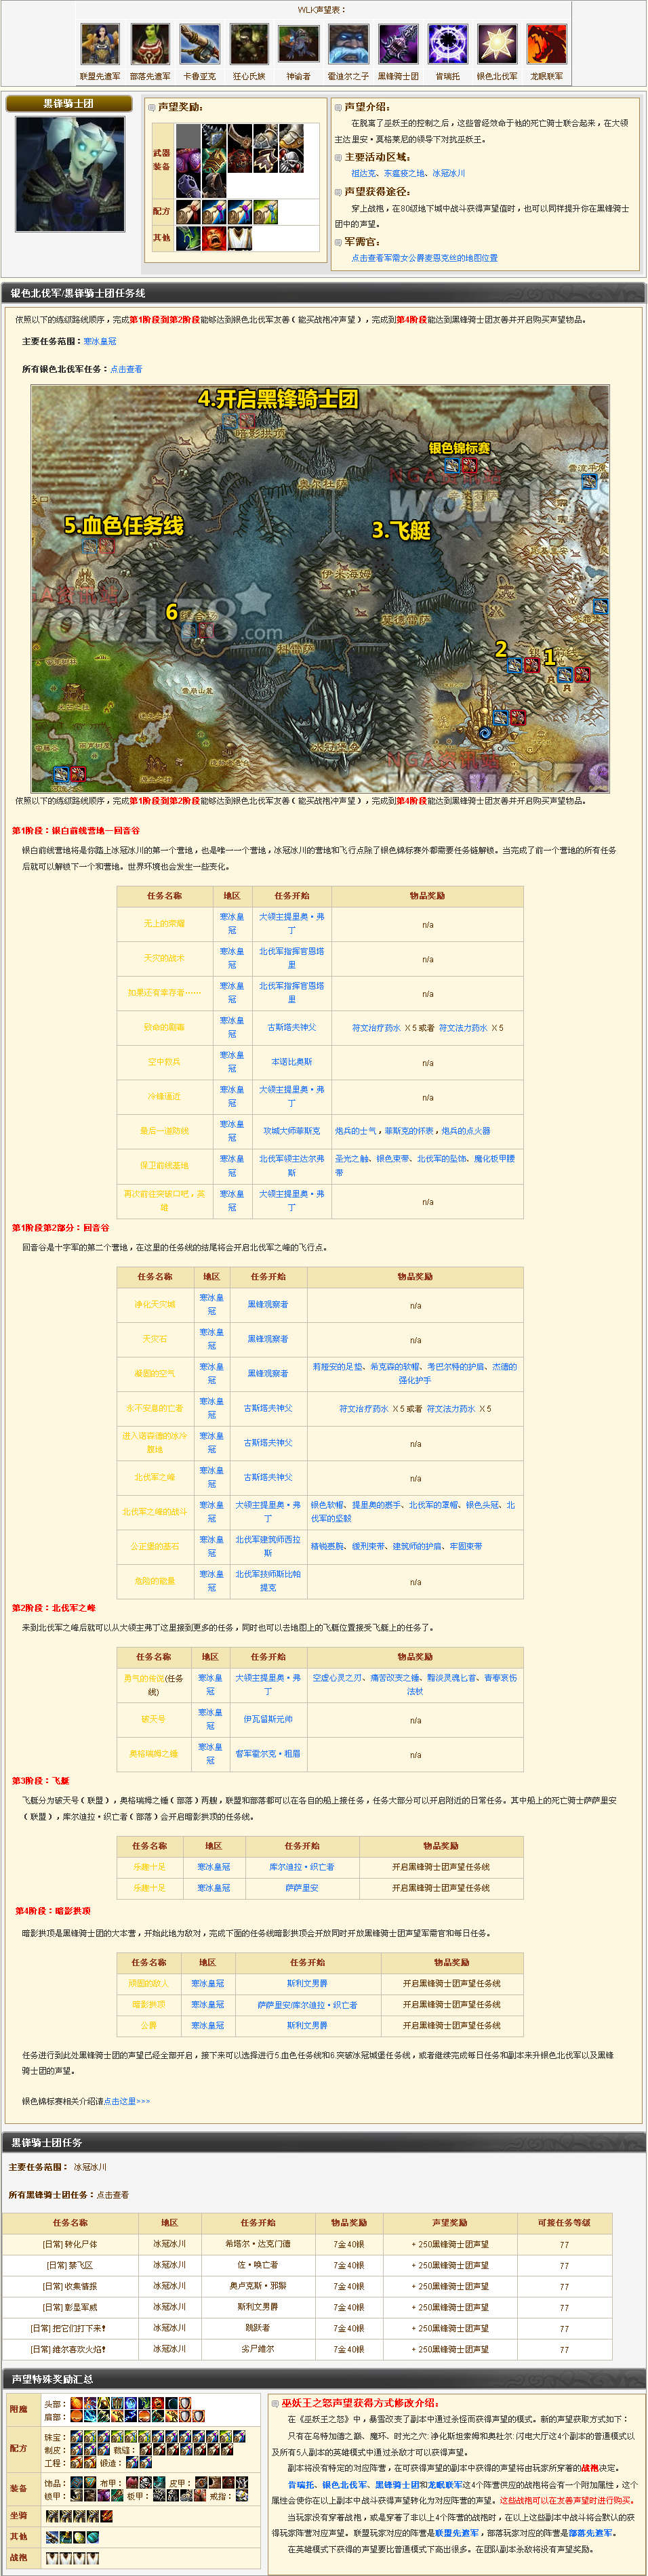 WLK声望表：
联盟先遣军 部落先遣军 卡鲁亚克 狂心氏族 神谕者 霍迪尔之子 黑锋骑士团 肯瑞托 银色北伐军 龙眠联军
黑锋骑士团
声望奖励：
武器装备
配方
其他
声望介绍：
在脱离了巫妖王的控制之后，这些曾经效命于他的死亡骑士联合起来，在大领
主达里安·莫格莱尼的领导下对抗巫妖王。
主要活动区域：
祖达克、东瘟疫之地、冰冠冰川
声望获得途径：
穿上战袍，在80级地下城中战斗获得声望值时，也可以同样提升你在黑锋骑士
团中的声望。
军需官：
点击查看军需女公爵麦恩克丝的地图位置
银色北伐军/黑锋骑士团任务线
依照以下的练级路线顺序，完成第1阶段到第2阶段能够达到银色北伐军友善（能买战袍冲声望），完成到第4阶段能达到黑锋骑士团友善并开启购买声望物品。
主要任务范围：寒冰皇冠
所有银色北伐军任务：点击查看
4.开启黑锋骑士团
暗影拱顶
银色锦标赛
奥尔杜萨
5.血色任务线
3.飞艇
6
2
1
依照以下的练级路线顺序，完成第1阶段到第2阶段能够达到银色北伐军友善（能买战袍冲声望），完成到第4阶段能达到黑锋骑士团友善并开启购买声望物品。
第1阶段：银白前线营地—回音谷
银白前线营地将是你踏上冰冠冰川的第一个营地，也是唯一一个营地，冰冠冰川的营地和飞行点除了银色锦标赛外都需要任务链解锁。当完成了前一个营地的所有任务
后就可以解锁下一个和营地。世界环境也会发生一些变化。
任务名称 地区 任务开始 物品奖励
无上的荣耀 寒冰皇冠 大领主提里奥·弗丁 n/a
天灾的战术 寒冰皇冠 北伐军指挥官恩塔里 n/a
如果还有幸存者…… 寒冰皇冠 北伐军指挥官恩塔里 n/a
致命的剧毒 寒冰皇冠 古斯塔夫神父 符文治疗药水 X 5 或者 符文法力药水 X 5
空中救兵 寒冰皇冠 本诺比奥斯 n/a
冷锋逼近 寒冰皇冠 大领主提里奥·弗丁 n/a
最后一道防线 寒冰皇冠 攻城大师菲斯克 炮兵的士气，菲斯克的怀表，炮兵的点火器
保卫前线基地 寒冰皇冠 北伐军领主达尔弗斯 圣光之触、银色束带、北伐军的坠饰、魔化板甲腰带
再次前往突破口吧，英雄 寒冰皇冠 大领主提里奥·弗丁 n/a
第1阶段第2部分：回音谷
回音谷是十字军的第二个营地，在这里的任务线的结尾将会开启北伐军之峰的飞行点。
任务名称 地区 任务开始 物品奖励
净化天灾城 寒冰皇冠 黑锋观察者 n/a
天灾石 寒冰皇冠 黑锋观察者 n/a
凝固的空气 寒冰皇冠 黑锋观察者 莉娅安的足垫、希克森的软帽、考巴尔特的护肩、杰德的强化护手
永不安息的亡者 寒冰皇冠 古斯塔夫神父 符文治疗药水 X 5 或者 符文法力药水 X 5
进入诺森德的冰冷腹地 寒冰皇冠 古斯塔夫神父 n/a
北伐军之峰 寒冰皇冠 古斯塔夫神父 n/a
北伐军之峰的战斗 寒冰皇冠 大领主提里奥·弗丁 银色软帽、提里奥的裹手、北伐军的罩帽、银色头冠、北伐军的坚毅
公正堡的基石 寒冰皇冠 北伐军建筑师西拉斯 精锐裹腕、缓刑束带、建筑师的护肩、牢固束带
危险的能量 寒冰皇冠 北伐军技师斯比帕提克 n/a
第2阶段：北伐军之峰
来到北伐军之峰后就可以从大领主弗丁这里接到更多的任务，同时也可以去地图上的飞艇位置接受飞艇上的任务了。
任务名称 地区 任务开始 物品奖励
勇气的传说(任务线) 寒冰皇冠 大领主提里奥·弗丁 空虚心灵之刃、痛苦改变之锤、黯淡灵魂匕首、青春哀伤法杖
破天号 寒冰皇冠 伊瓦留斯元帅 n/a
奥格瑞姆之锤 寒冰皇冠 督军霍尔克·粗眉 n/a
第3阶段：飞艇
飞艇分为破天号（联盟），奥格瑞姆之锤（部落）两艘，联盟和部落都可以在各自的船上接任务，任务大部分可以开启附近的日常任务。其中船上的死亡骑士萨萨里安
（联盟），库尔迪拉·织亡者（部落）会开启暗影拱顶的任务线。
任务名称 地区 任务开始 物品奖励
乐趣十足 寒冰皇冠 库尔迪拉·织亡者 开启黑锋骑士团声望任务线
乐趣十足 寒冰皇冠 萨萨里安 开启黑锋骑士团声望任务线
第4阶段：暗影拱顶
暗影拱顶是黑锋骑士团的大本营，开始此地为敌对，完成下面的任务线暗影拱顶会开放同时开放黑锋骑士团声望军需官和每日任务。
任务名称 地区 任务开始 物品奖励
顽固的敌人 寒冰皇冠 斯利文男爵 开启黑锋骑士团声望任务线
暗影拱顶 寒冰皇冠 萨萨里安/库尔迪拉·织亡者 开启黑锋骑士团声望任务线
公爵 寒冰皇冠 斯利文男爵 开启黑锋骑士团声望任务线
任务进行到此处黑锋骑士团的声望已经全部开启，接下来可以选择进行5.血色任务线和6.突破冰冠城堡任务线，或者继续完成每日任务和副本来升银色北伐军以及黑锋
骑士团的声望。
银色锦标赛相关介绍请点击这里>>>
黑锋骑士团任务
主要任务范围： 冰冠冰川
所有黑锋骑士团任务：点击查看
任务名称 地区 任务开始 物品奖励 声望奖励 可接任务等级
[日常] 转化尸体 冰冠冰川 希塔尔·达克门德 7金40银 + 250黑锋骑士团声望 77
[日常] 禁飞区 冰冠冰川 佐·唤亡者 7金40银 + 250黑锋骑士团声望 77
[日常] 收集情报 冰冠冰川 奥卢克斯·邪繁 7金40银 + 250黑锋骑士团声望 77
[日常] 彰显军威 冰冠冰川 斯利文男爵 7金40银 + 250黑锋骑士团声望 77
[日常] 把它们打下来！ 冰冠冰川 跳跃者 7金40银 + 250黑锋骑士团声望 77
[日常] 维尔喜欢火焰！ 冰冠冰川 劣尸维尔 7金40银 + 250黑锋骑士团声望 77
声望特殊奖励汇总
附魔 头部：
肩部：
配方 珠宝：
制皮： 裁缝：
工程： 锻造：
装备 饰品： 布甲： 皮甲：
锁甲： 板甲： 戒指：
坐骑
其他
战袍
巫妖王之怒声望获得方式修改介绍：
在《巫妖王之怒》中，暴雪改变了副本中通过杀怪而获得声望的模式。新的声望获取方式如下：
只有在乌特加德之巅、魔环、时光之穴: 净化斯坦索姆和奥杜尔: 闪电大厅这4个副本的普通模式以
及所有5人副本的英雄模式中通过杀敌才可以获得声望。
副本将没有特定的对应阵营，在可获得声望的副本中获得的声望将由玩家所穿着的战袍决定。
肯瑞托、银色北伐军、黑锋骑士团和龙眠联军这4个阵营供应的战袍将会有一个附加属性，这个
属性会使你在以上副本中战斗获得声望转化为对应阵营的声望。这些战袍可以在友善声望时进行购买。
当玩家没有穿着战袍，或是穿着了非以上4个阵营的战袍时，在以上这些副本中战斗将会默认的获
得玩家阵营对应声望。联盟玩家对应的阵营是联盟先遣军，部落玩家对应的阵营是部落先遣军。
在英雄模式下获得的声望要比普通模式下高出很多。在团队副本杀敌将没有声望奖励。